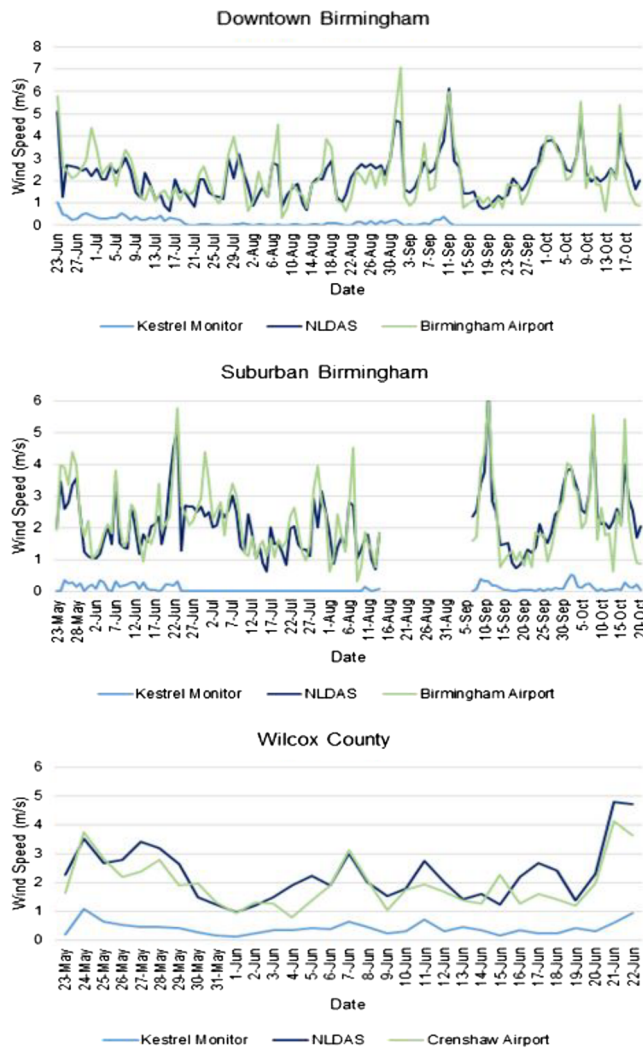 Downtown Birmingham
8
7
6
5
4
3
2
1
0
Wind Speed (m/s)
23-Jun 27-Jun 1-Jul 5-Jul 9-Jul 13-Jul 17-Jul 21-Jul 25-Jul 29-Jul 2-Aug 6-Aug 10-Aug 14-Aug 18-Aug 22-Aug 26-Aug 30-Aug 3-Sep 7-Sep 11-Sep 15-Sep 19-Sep 23-Sep 27-Sep 1-Oct 5-Oct 9-Oct 13-Oct 17-Oct
Date
Kestrel Monitor NLDAS Birmingham Airport
Suburban Birmingham
6
5
4
3
2
1
0
Wind Speed (m/s)
23-May 28-May 2-Jun 7-Jun 12-Jun 17-Jun 22-Jun 27-Jun 2-Jul 7-Jul 12-Jul 17-Jul 22-Jul 27-Jul 1-Aug 6-Aug 11-Aug 16-Aug 21-Aug 26-Aug 31-Aug 5-Sep 10-Sep 15-Sep 20-Sep 25-Sep 30-Sep 5-Oct 10-Oct 15-Oct 20-Oct
Date
Kestrel Monitor NLDAS Birmingham Airport
Wilcox County
6
5
4
3
2
1
0
Wind Speed (m/s)
23-May 24-May 25-May 26-May 27-May 28-May 29-May 30-May 31-May 1-Jun 2-Jun 3-Jun 4-Jun 5-Jun 6-Jun 7-Jun 8-Jun 9-Jun 10-Jun 11-Jun 12-Jun 13-Jun 14-Jun 15-Jun 16-Jun 17-Jun 18-Jun 19-Jun 20-Jun 21-Jun 22-Jun
Date
Kestrel Monitor NLDAS Crenshaw Airport